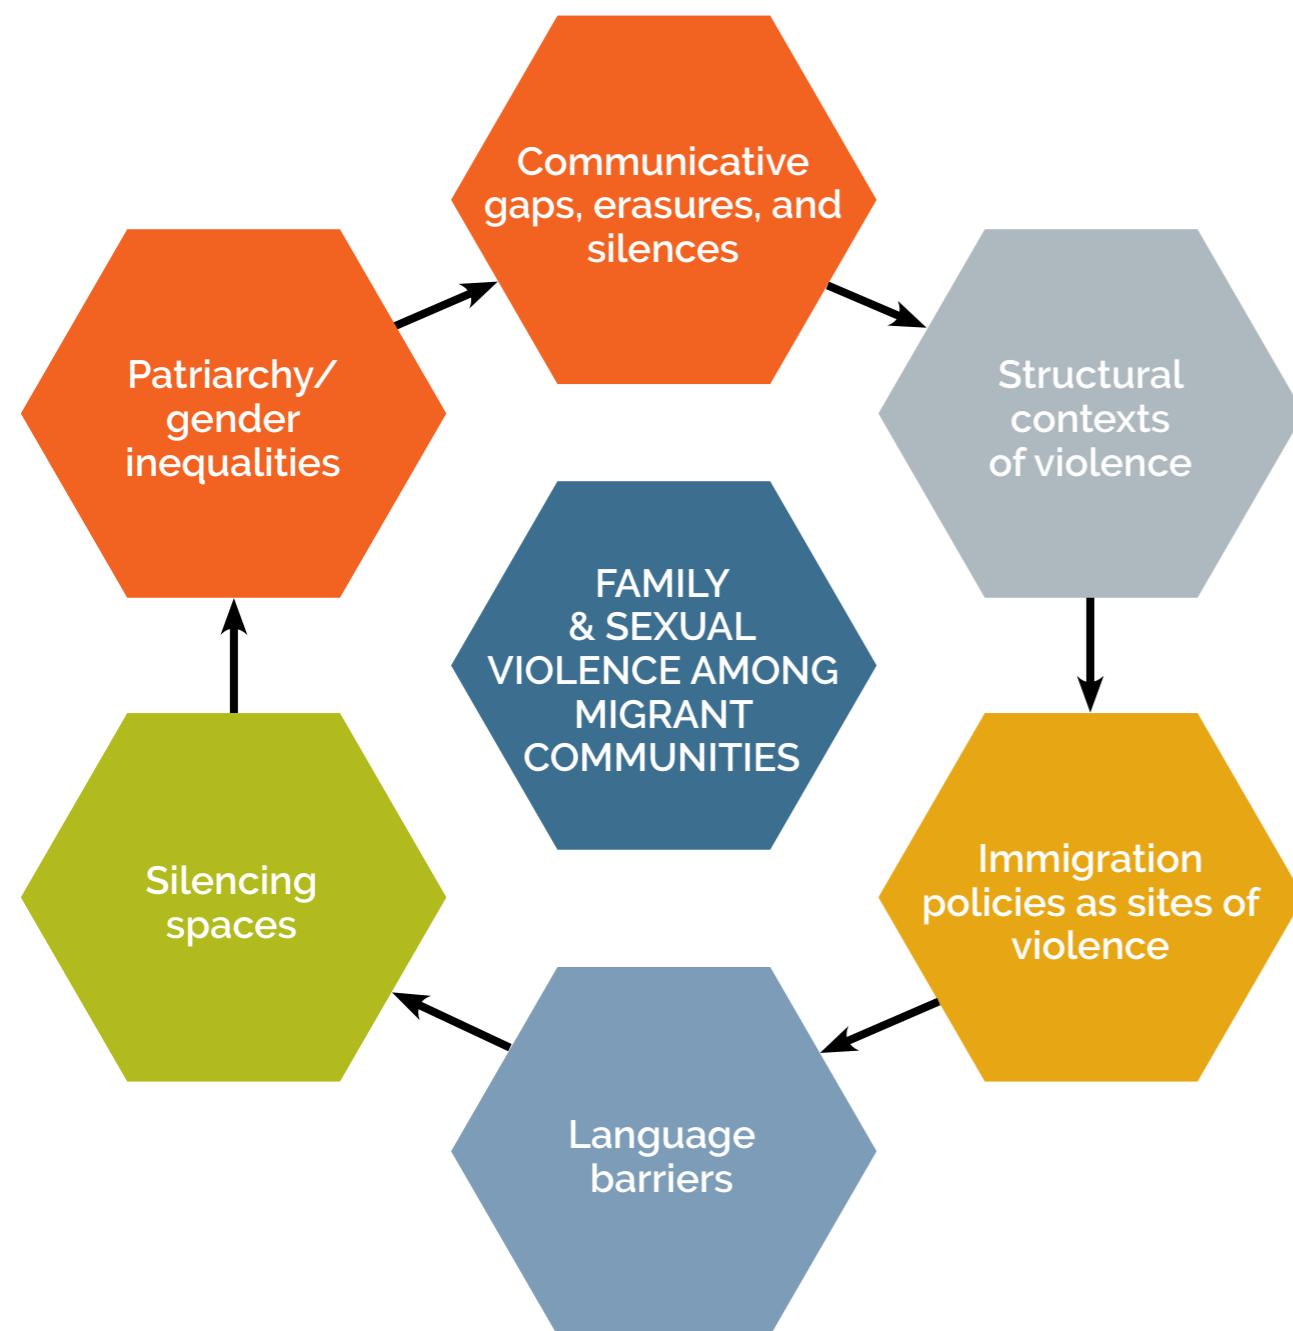 Communicative
gaps, erasures, and
silences
Patriarchy/
gender
inequalities
Structural
contexts
of violence
FAMILY
& SEXUAL
VIOLENCE AMONG
MIGRANT
COMMUNITIES
Silencing
spaces
Immigration
policies as sites of
violence
Language
barriers